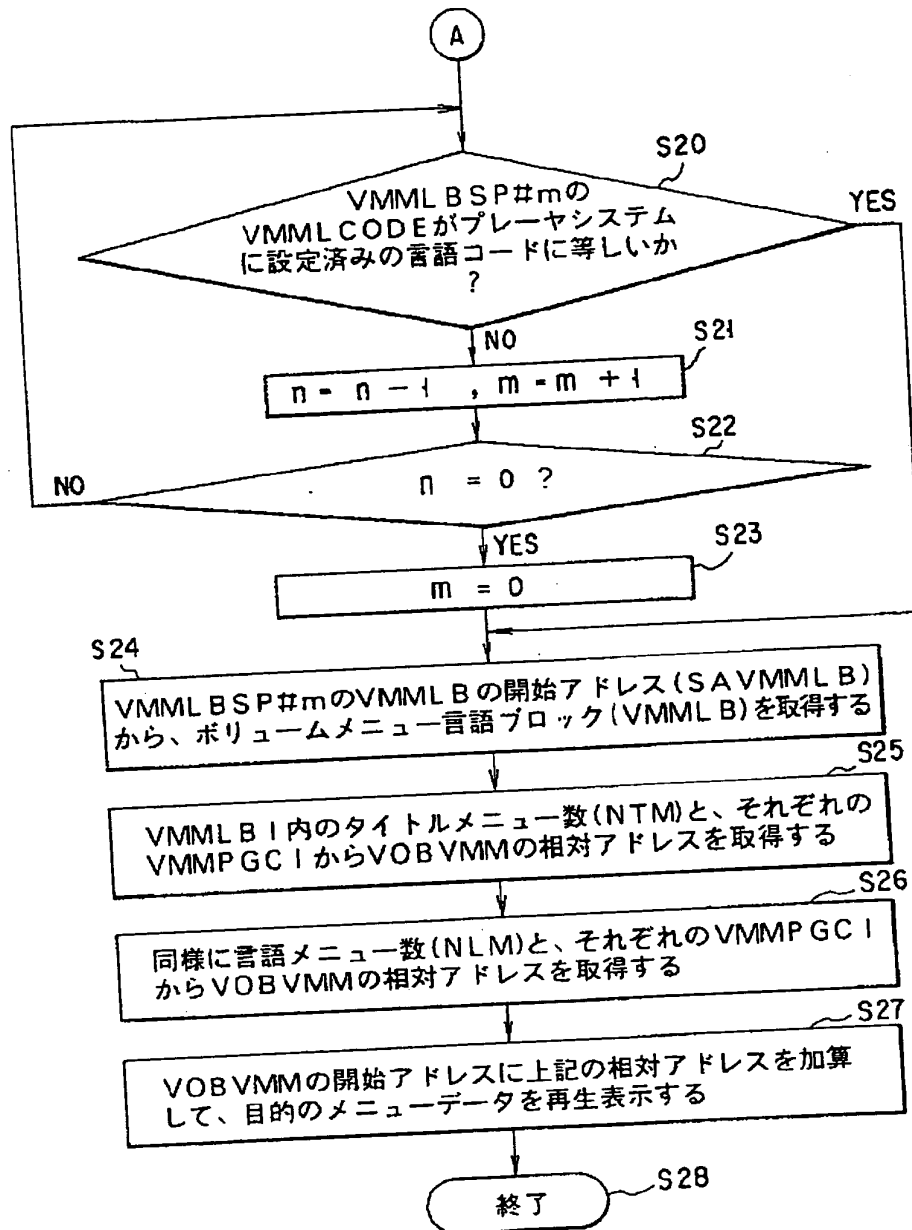 A
S20
VMMLBSP#mの
VMMLCODEがプレーヤシステム
に設定済みの言語コードに等しいか
?
YES
NO
S21
n = n - 1 , m = m + 1
S22
NO
n = 0 ?
YES
S23
m = 0
S24
VMMLBSP#mのVMMLBの開始アドレス(SAVMMLB)
から、ボリュームメニュー言語ブロック(VMMLB)を取得する
S25
VMMLBI内のタイトルメニュー数(NTM)と、それぞれの
VMMPGCIからVOBVMMの相対アドレスを取得する
S26
同様に言語メニュー数(NLM)と、それぞれのVMMPGCI
からVOBVMMの相対アドレスを取得する
S27
VOBVMMの開始アドレスに上記の相対アドレスを加算
して、目的のメニューデータを再生表示する
終了
S28